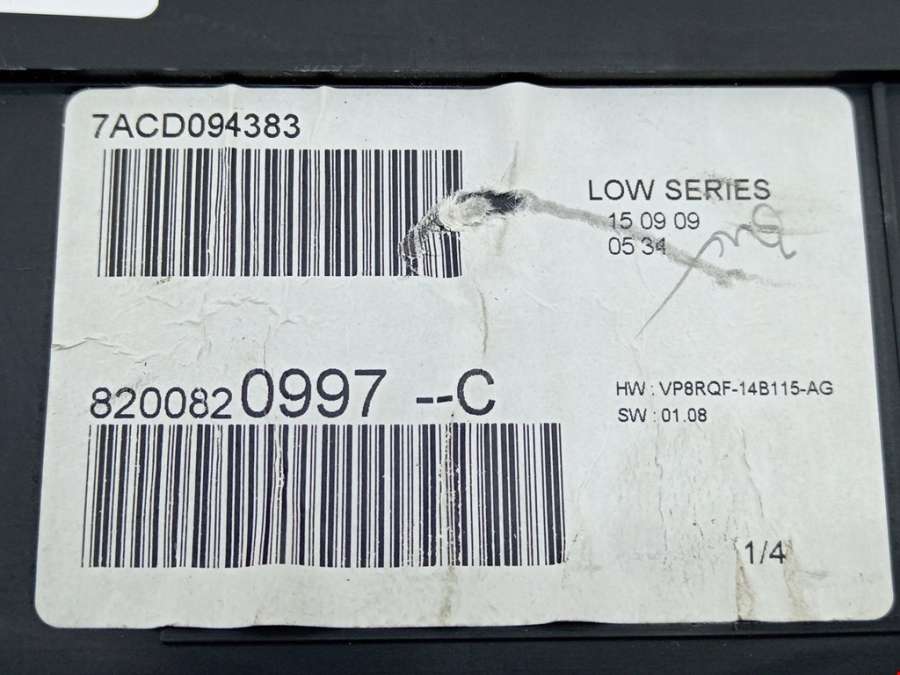 7ACD094383
LOW SERIES
15 09 09
05 34
8200820997 --C
HW : VP8RQF-14B115-AG
SW : 01.08
1/4